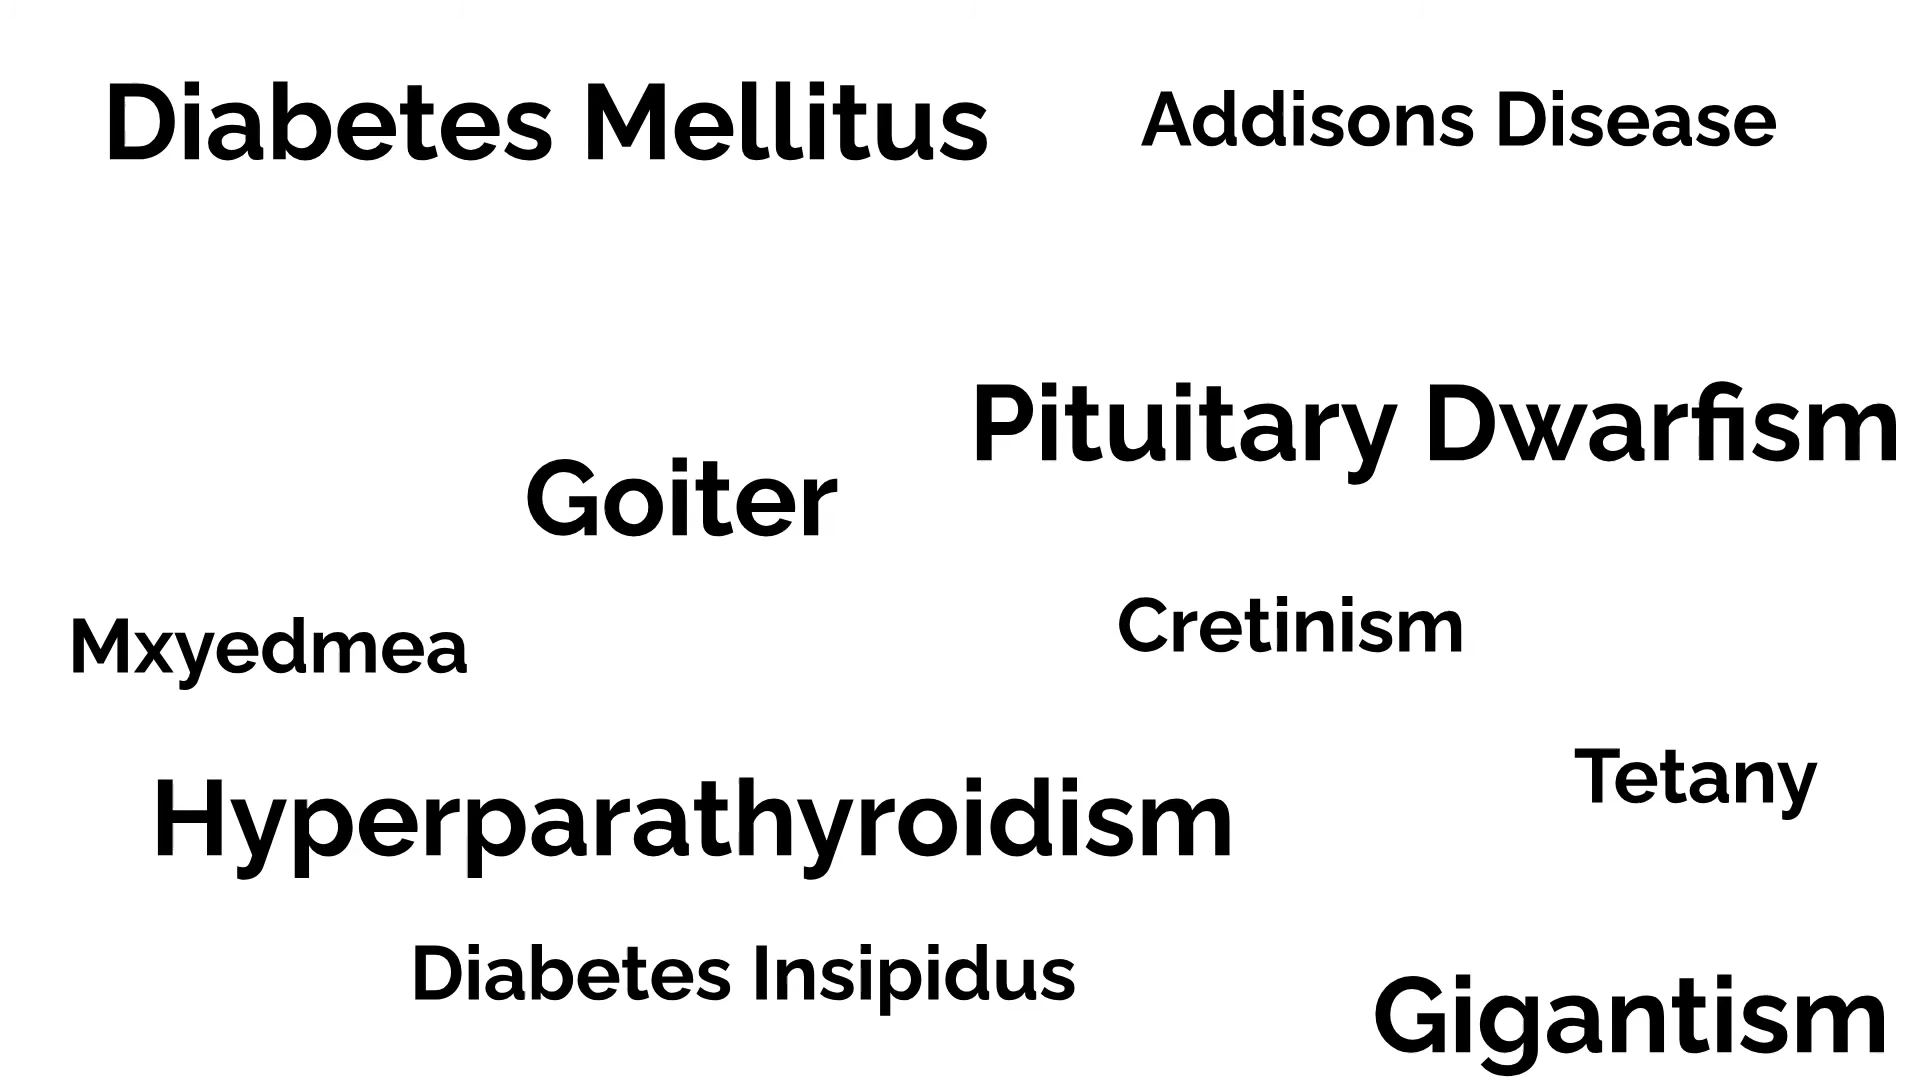 Diabetes Mellitus
Addisons Disease
Pituitary Dwarfism
Goiter
Cretinism
Mxyedmea
Tetany
Hyperparathyroidism
Diabetes Insipidus
Gigantism